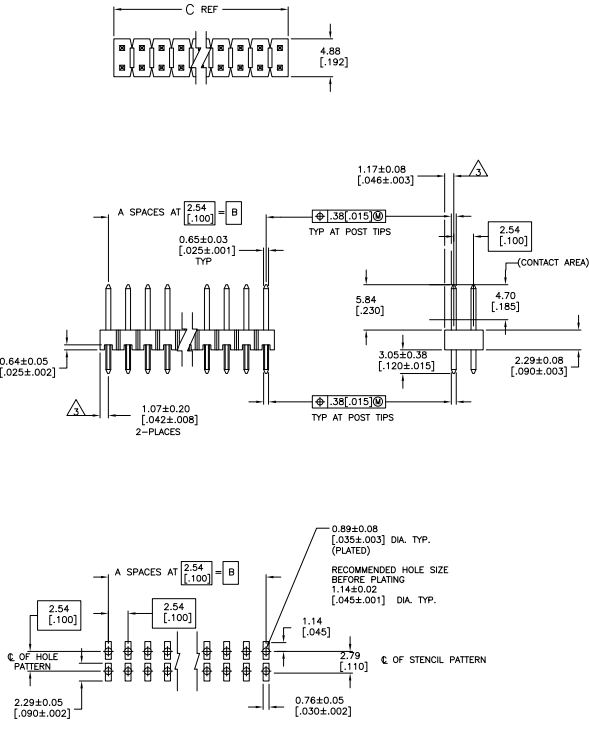 C REF
4.88
[.192]
1.17±0.08
[.046±.003]
3
A SPACES AT 2.54 [.100] = B
⌖ .38[.015]Ⓜ
TYP AT POST TIPS
2.54
[.100]
0.65±0.03
[.025±.001]
TYP
(CONTACT AREA)
5.84
[.230]
4.70
[.185]
0.64±0.05
[.025±.002]
3.05±0.38
[.120±.015]
2.29±0.08
[.090±.003]
3
1.07±0.20
[.042±.008]
2-PLACES
⌖ .38[.015]Ⓜ
TYP AT POST TIPS
0.89±0.08
[.035±.003] DIA. TYP.
(PLATED)
RECOMMENDED HOLE SIZE
BEFORE PLATING
1.14±0.02
[.045±.001] DIA. TYP.
A SPACES AT 2.54 [.100] = B
2.54
[.100]
2.54
[.100]
1.14
[.045]
℄ OF HOLE
PATTERN
2.79
[.110]
℄ OF STENCIL PATTERN
2.29±0.05
[.090±.002]
0.76±0.05
[.030±.002]